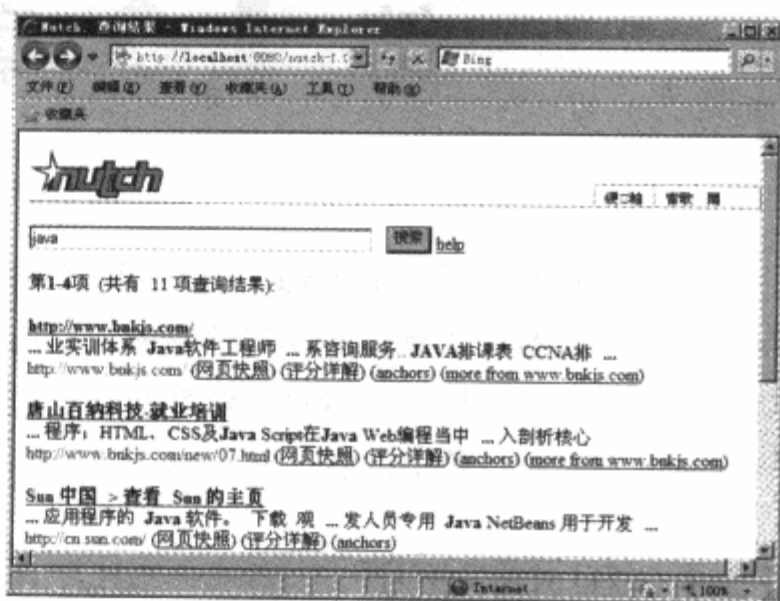 Nutch: 查询结果 - Windows Internet Explorer
http://localhost:8080/nutch-1.0
Bing
文件(F) 编辑(E) 查看(V) 收藏夹(A) 工具(T) 帮助(H)
收藏夹
nutch
java 搜索 help
第1-4项 (共有 11 项查询结果):
http://www.bnkjs.com/
... 业实训体系 Java软件工程师 ... 系咨询服务.. JAVA排课表 CCNA排 ...
http://www.bnkjs.com/ (网页快照) (评分详解) (anchors) (more from www.bnkjs.com)
唐山百纳科技-就业培训
... 程序；HTML、CSS及Java Script在Java Web编程当中 ... 入剖析核心
http://www.bnkjs.com/new/07.html (网页快照) (评分详解) (anchors) (more from www.bnkjs.com)
Sun 中国 > 查看 Sun 的主页
... 应用程序的 Java 软件。 下载 观 ... 发人员专用 Java NetBeans 用于开发 ...
http://cn.sun.com/ (网页快照) (评分详解) (anchors)
Internet 100%